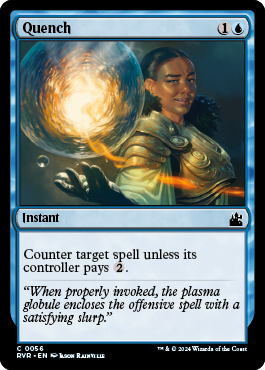 Quench 1
Instant
Counter target spell unless its
controller pays 2.
“When properly invoked, the plasma
globule encloses the offensive spell with a
satisfying slurp.”
C 0056
RVR • EN Jason Rainville
™ & © 2024 Wizards of the Coast